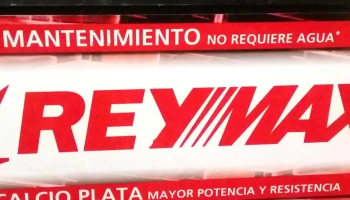 MANTENIMIENTO NO REQUIERE AGUA*
REYMAX
CALCIO PLATA MAYOR POTENCIA Y RESISTENCIA